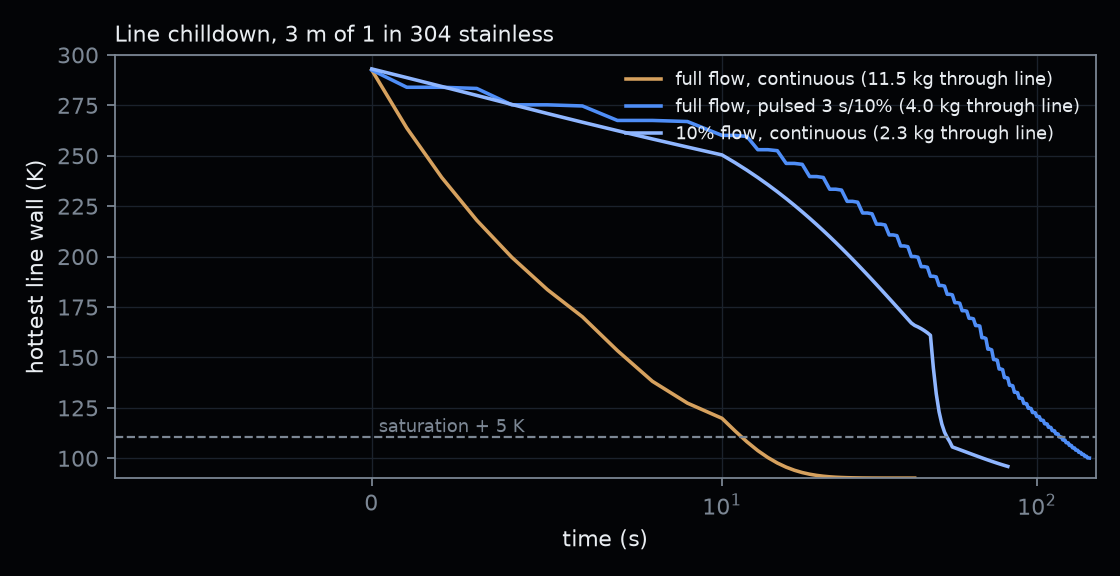 Line chilldown, 3 m of 1 in 304 stainless
300
275
250
225
200
175
150
125
100
hottest line wall (K)
full flow, continuous (11.5 kg through line)
full flow, pulsed 3 s/10% (4.0 kg through line)
10% flow, continuous (2.3 kg through line)
saturation + 5 K
0
10¹
10²
time (s)